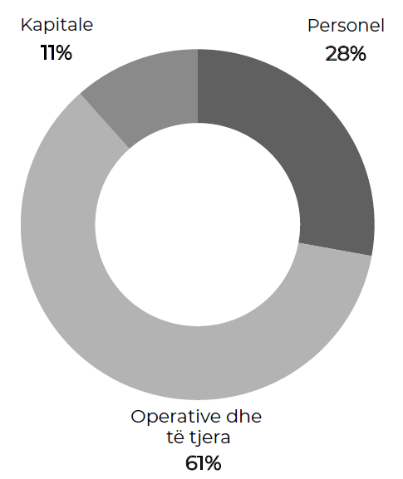 Kapitale
11%
Personel
28%
Operative dhe
të tjera
61%